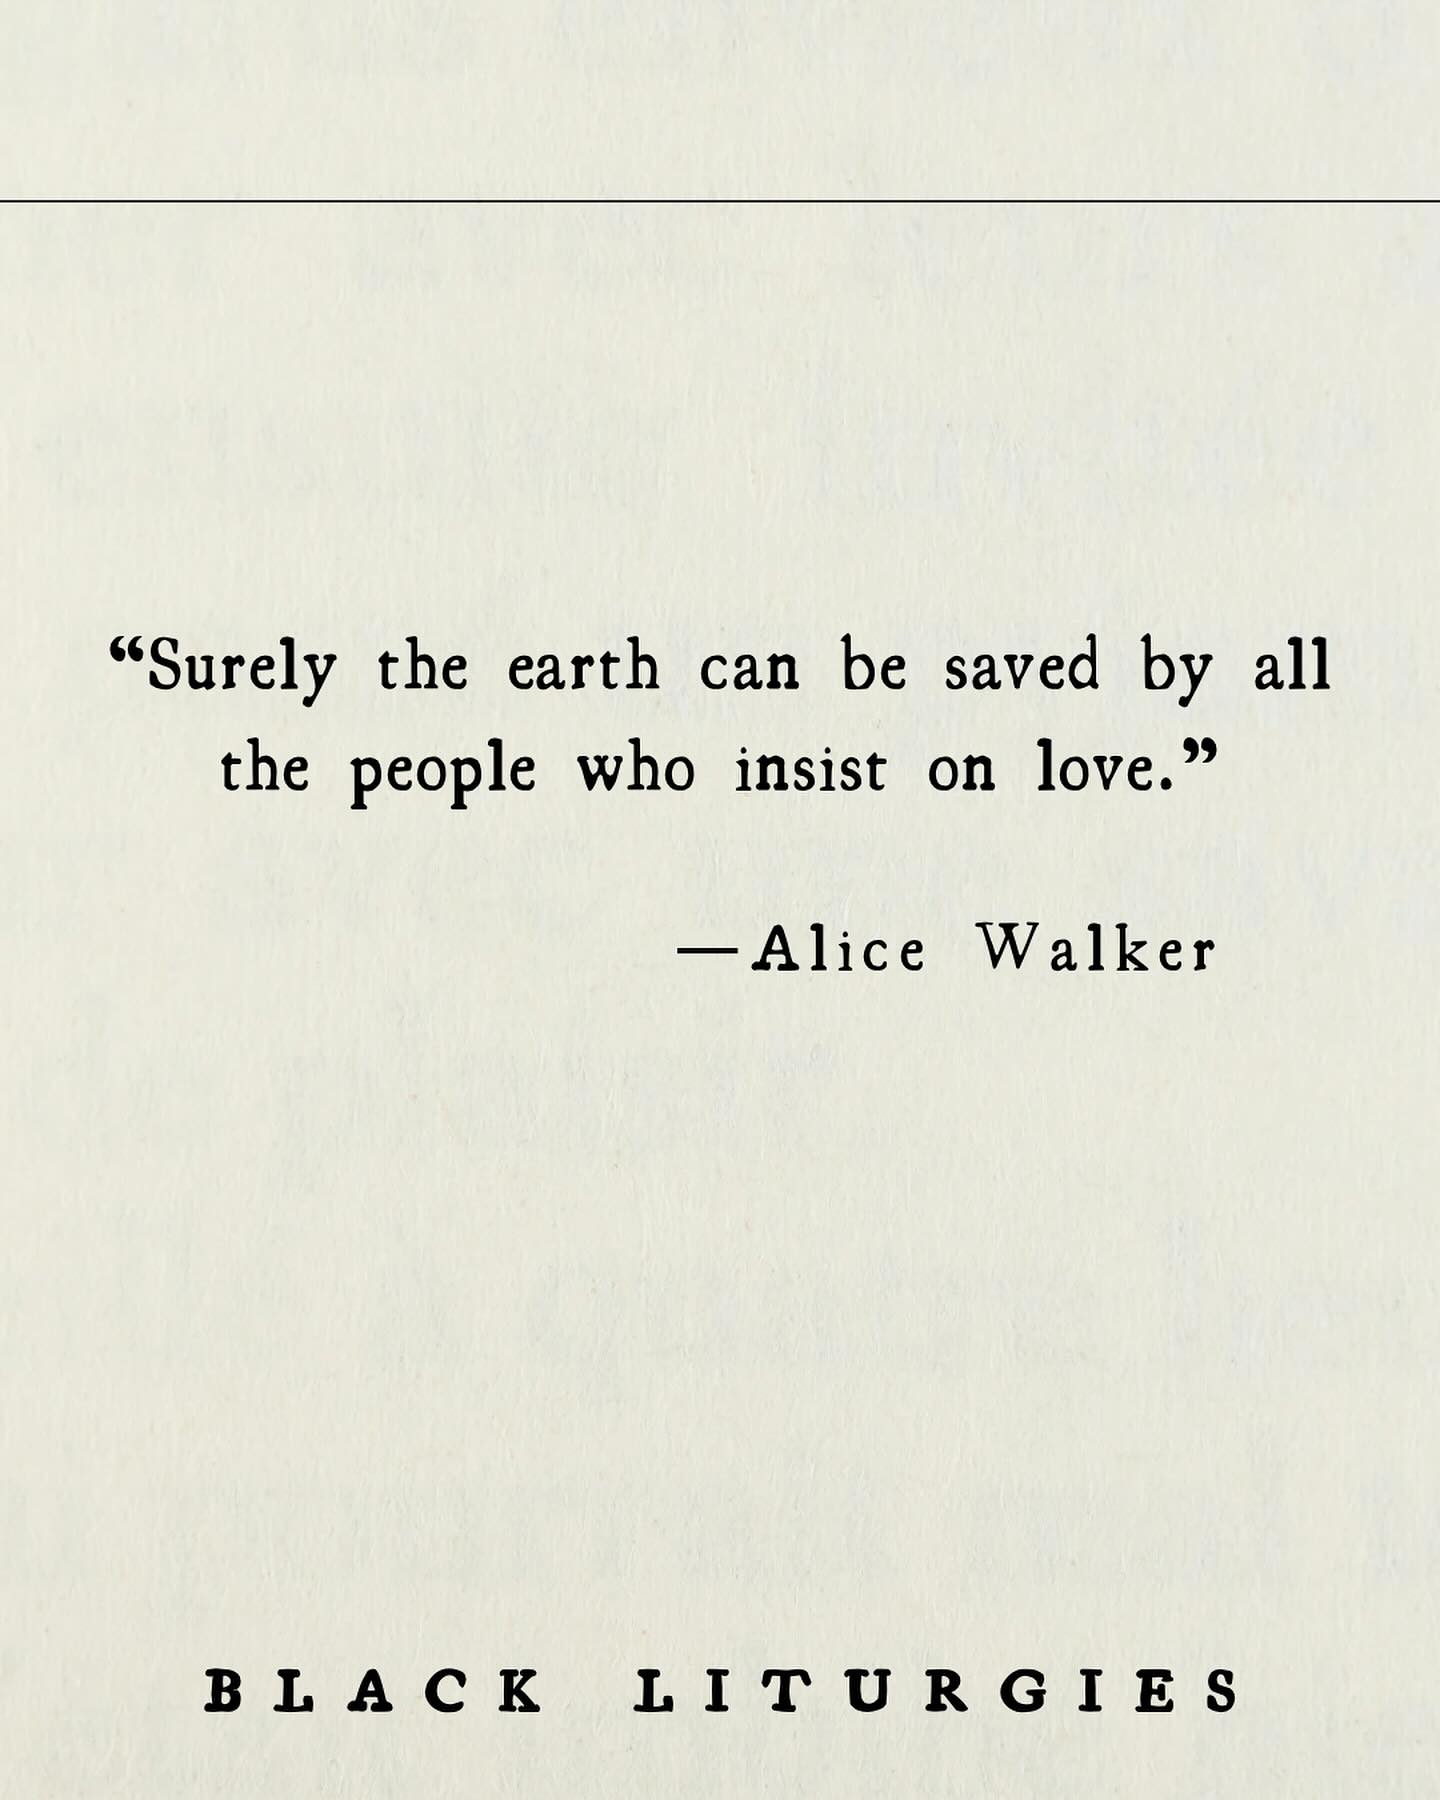 “Surely the earth can be saved by all
the people who insist on love.”
—Alice Walker
BLACK LITURGIES